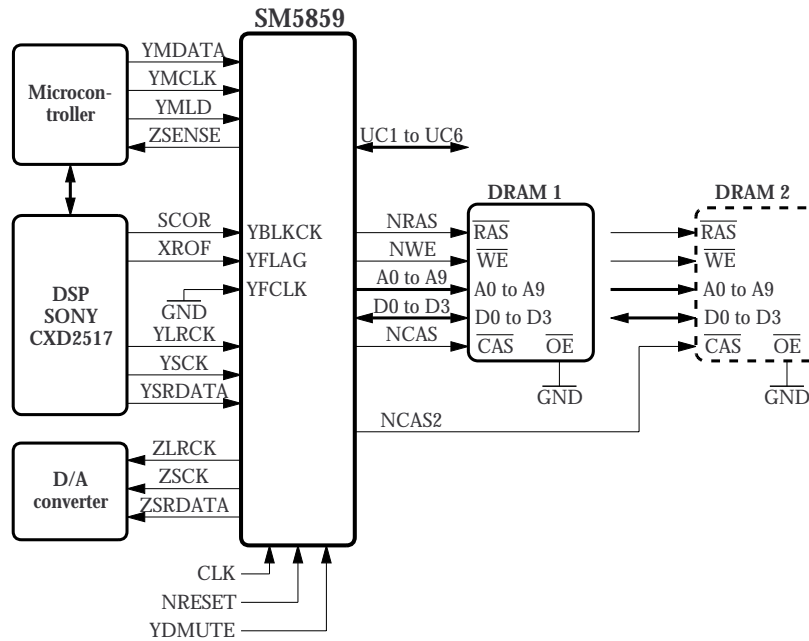 SM5859
Microcon-
troller
YMDATA
YMCLK
YMLD
ZSENSE
UC1 to UC6
DSP
SONY
CXD2517
SCOR
XROF
GND
YLRCK
YSCK
YSRDATA
YBLKCK
YFLAG
YFCLK
NRAS
NWE
A0 to A9
D0 to D3
NCAS
NCAS2
DRAM 1
RAS
WE
A0 to A9
D0 to D3
CAS OE
GND
DRAM 2
RAS
WE
A0 to A9
D0 to D3
CAS OE
GND
D/A
converter
ZLRCK
ZSCK
ZSRDATA
CLK
NRESET
YDMUTE